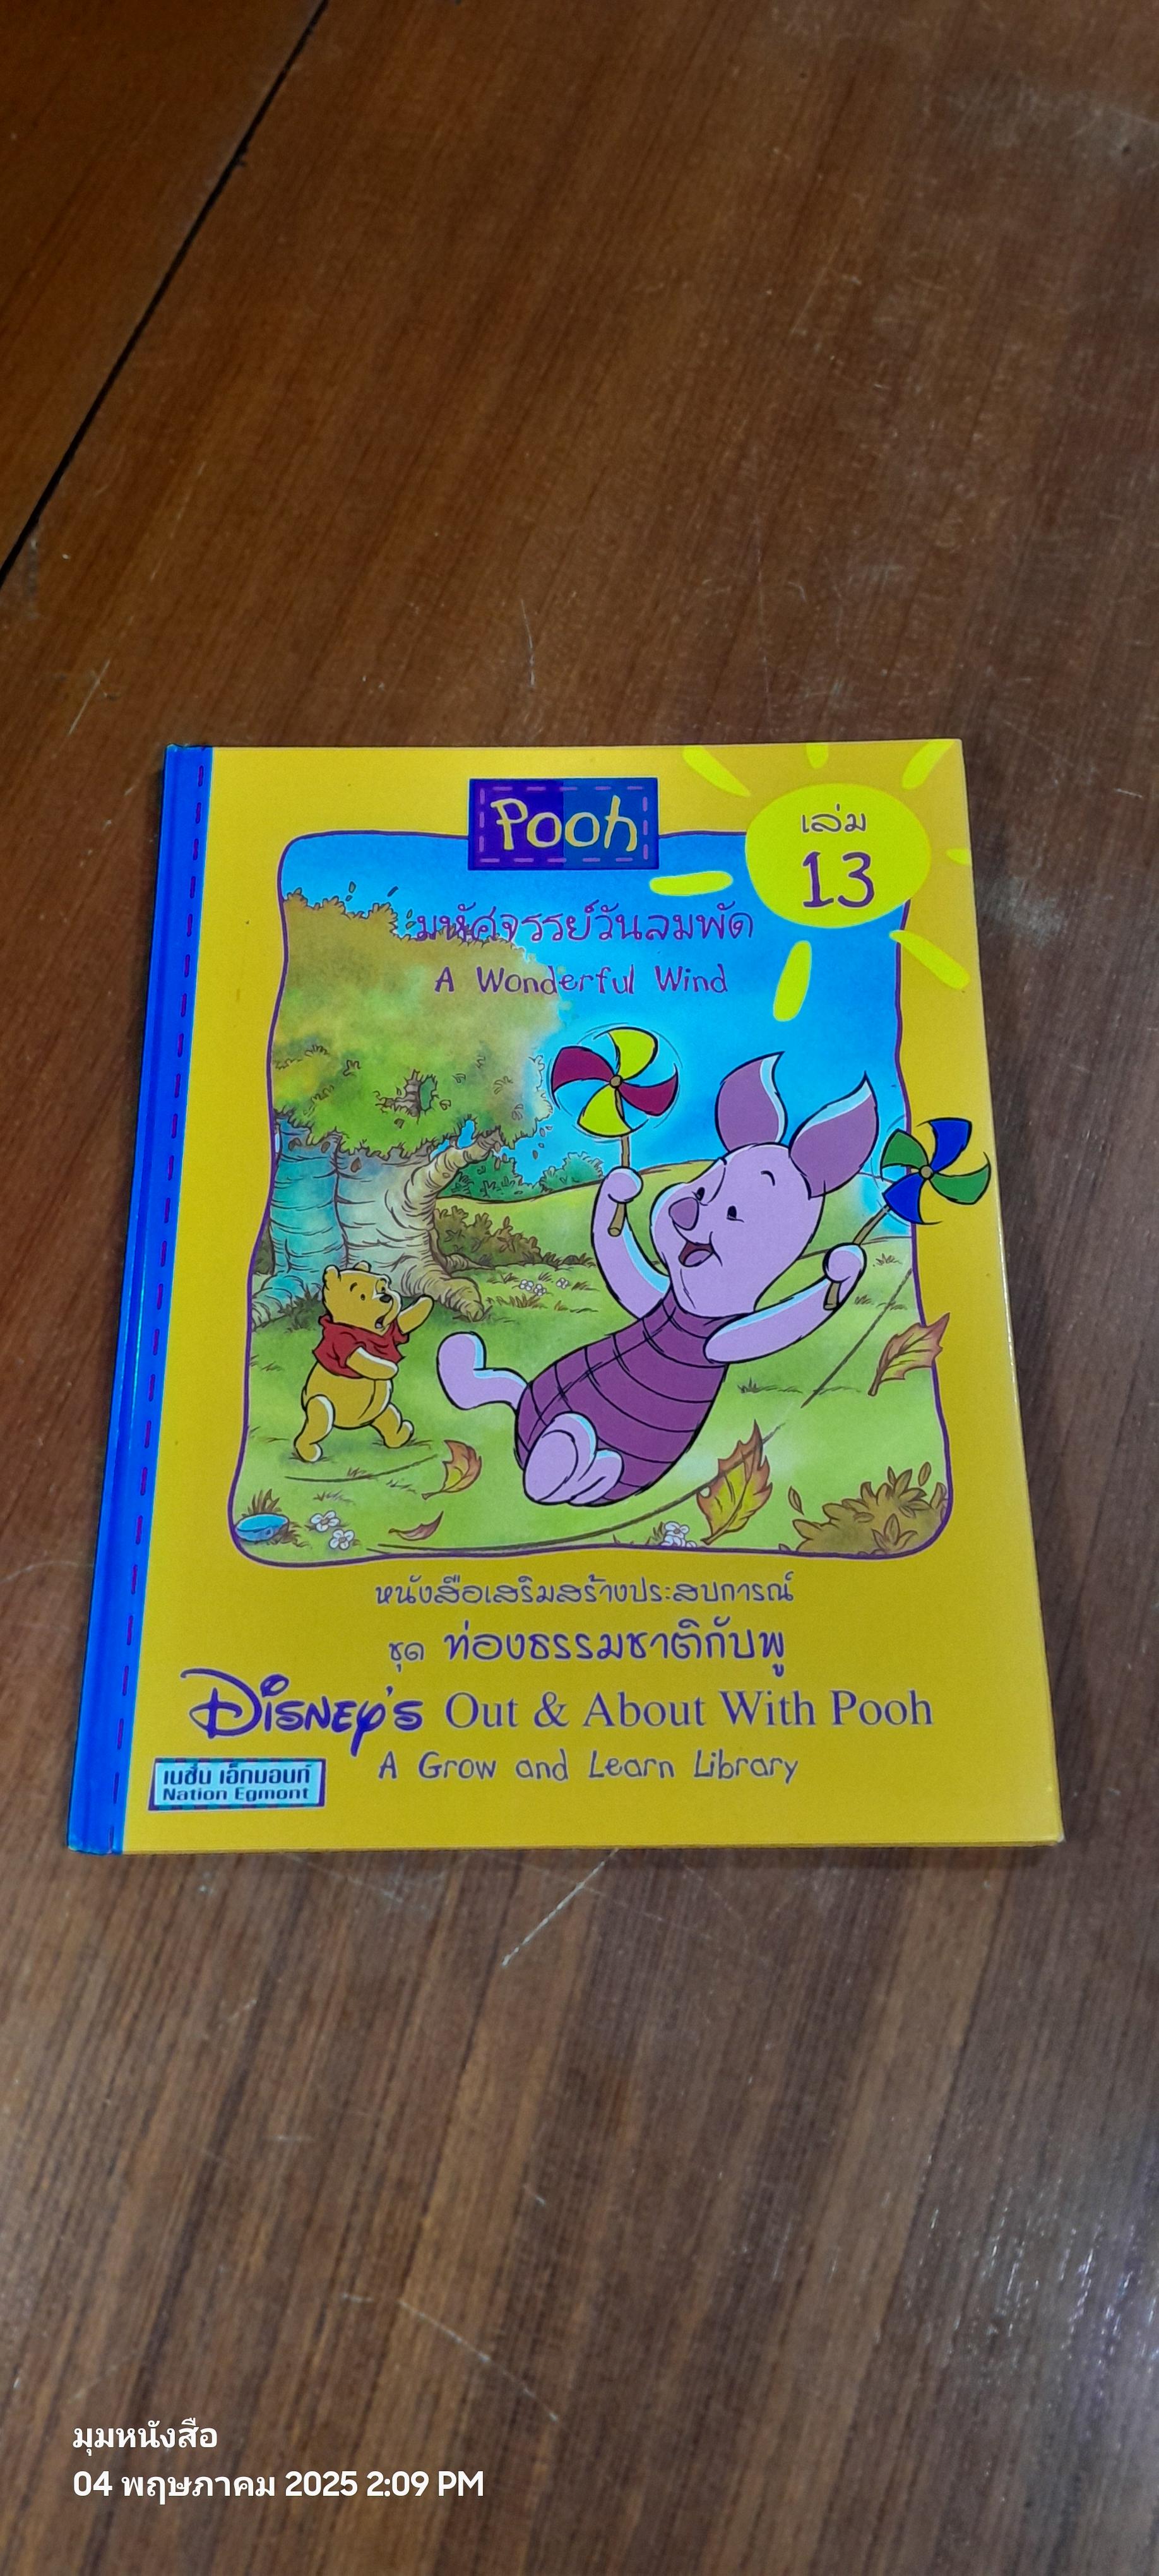 Pooh
เล่ม
13
มหัศจรรย์วันลมพัด
A Wonderful Wind
หนังสือเสริมสร้างประสบการณ์
ชุด ท่องธรรมชาติกับพู
Disney's Out & About With Pooh
A Grow and Learn Library
เนชั่น เอ็กมอนท์
Nation Egmont
มุมหนังสือ
04 พฤษภาคม 2025 2:09 PM